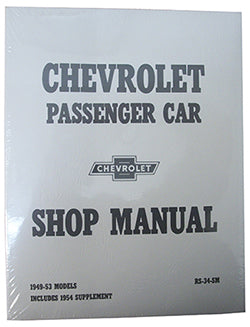 CHEVROLET
PASSENGER CAR
CHEVROLET
SHOP MANUAL
1949-53 MODELS
INCLUDES 1954 SUPPLEMENT
RS-34-SM